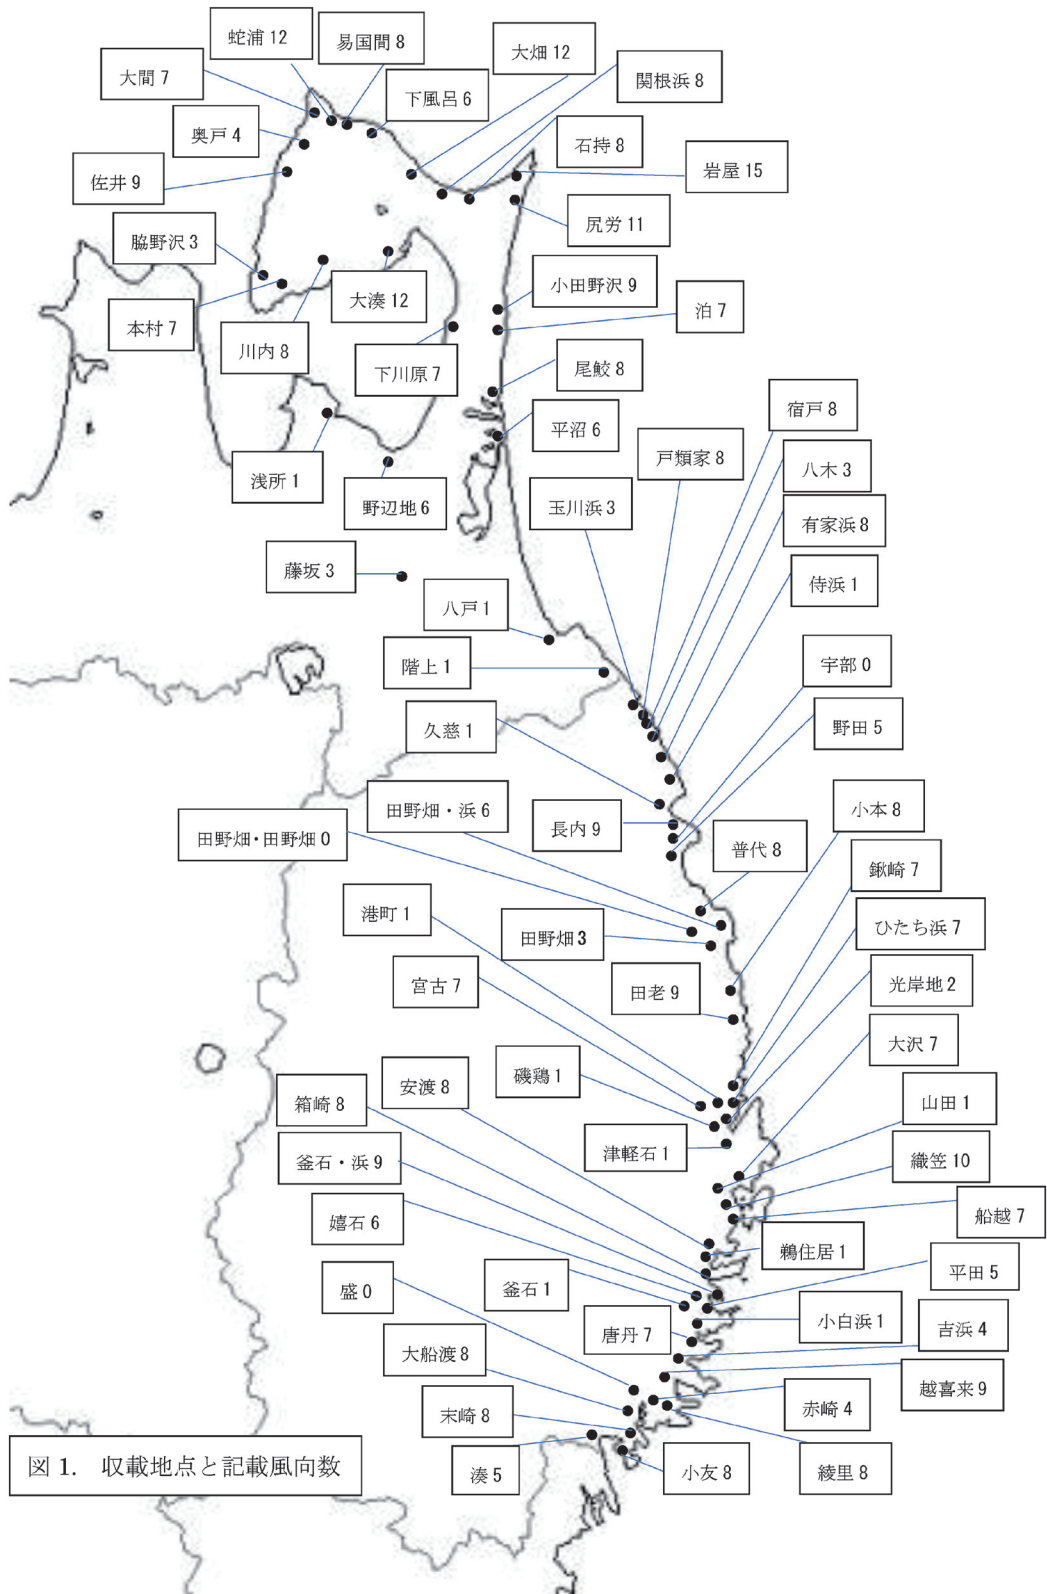 蛇浦 12
易国間 8
大畑 12
大間 7
関根浜 8
下風呂 6
奥戸 4
石持 8
佐井 9
岩屋 15
尻労 11
脇野沢 3
小田野沢 9
大湊 12
泊 7
本村 7
川内 8
下川原 7
尾鮫 8
宿戸 8
平沼 6
戸類家 8
八木 3
浅所 1
野辺地 6
玉川浜 3
有家浜 8
藤坂 3
侍浜 1
八戸 1
階上 1
宇部 0
久慈 1
野田 5
田野畑・浜 6
小本 8
田野畑・田野畑 0
長内 9
普代 8
鍬崎 7
港町 1
田野畑 3
ひたち浜 7
宮古 7
田老 9
光岸地 2
大沢 7
磯鶏 1
安渡 8
箱崎 8
山田 1
津軽石 1
釜石・浜 9
織笠 10
嬉石 6
船越 7
鵜住居 1
平田 5
盛 0
釜石 1
小白浜 1
唐丹 7
吉浜 4
大船渡 8
越喜来 9
赤崎 4
末崎 8
湊 5
小友 8
綾里 8
図 1. 収載地点と記載風向数